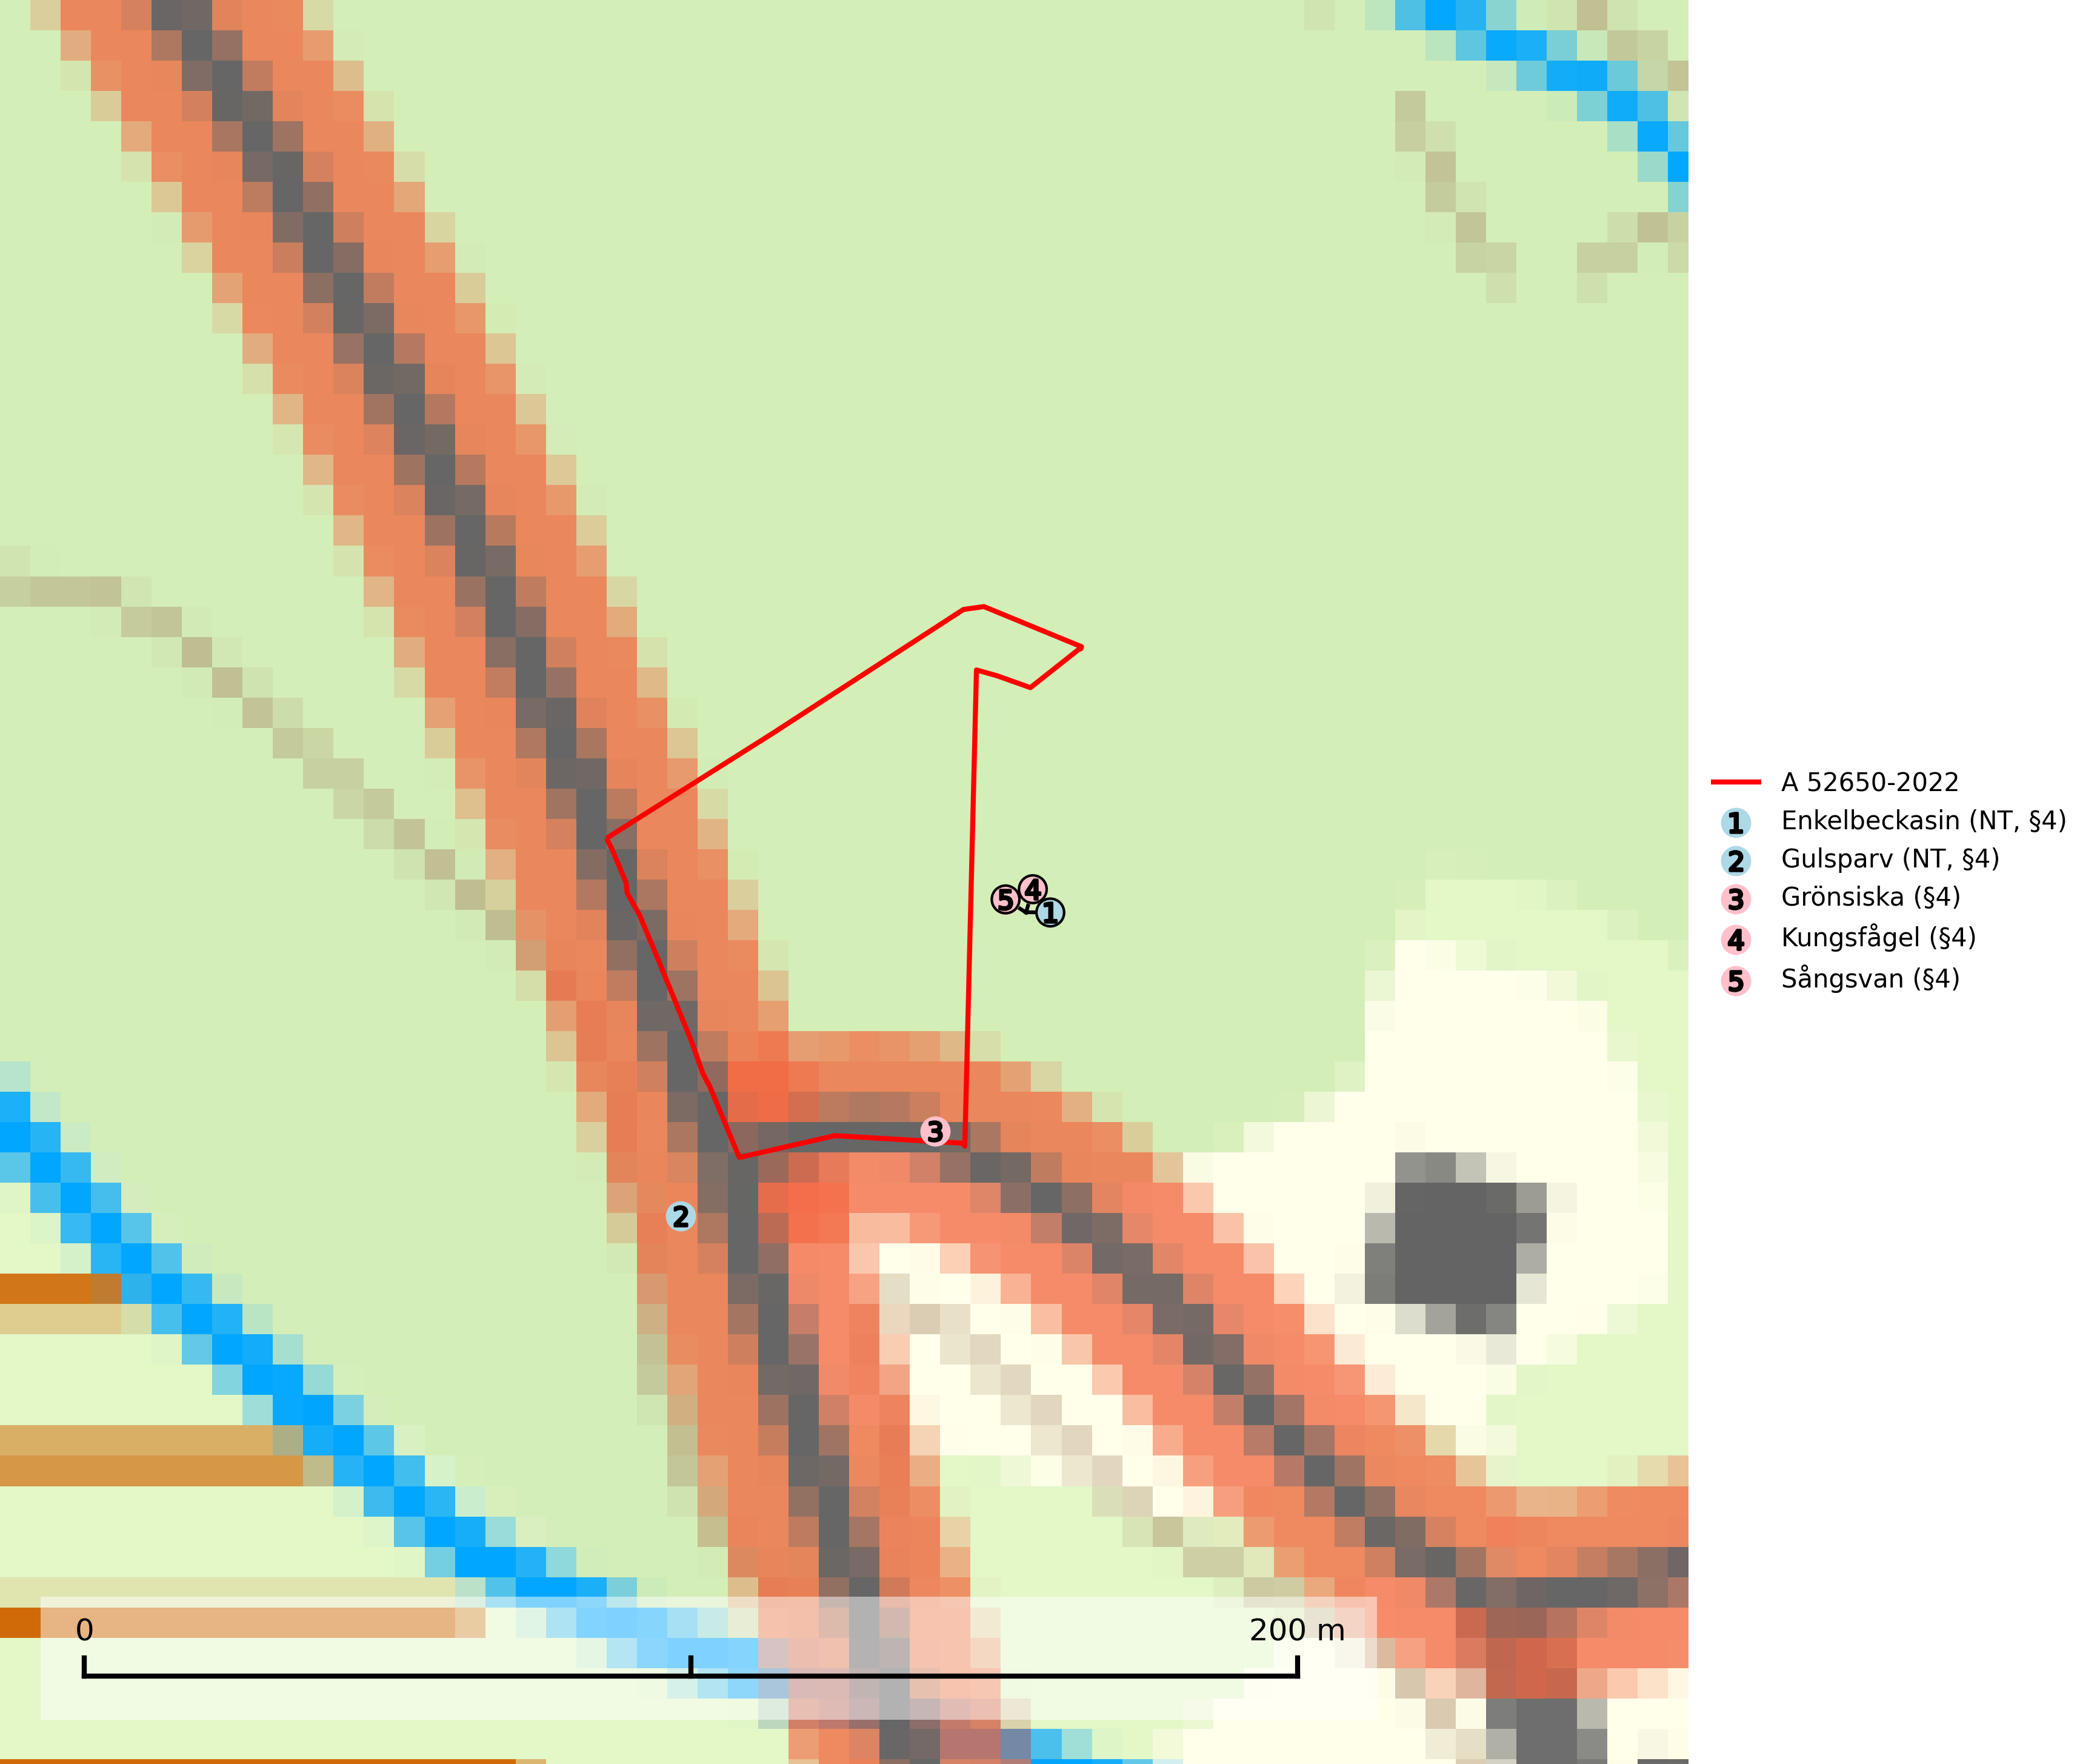 5 4
1
3
2
0 200 m
A 52650-2022
1 Enkelbeckasin (NT, §4)
2 Gulsparv (NT, §4)
3 Grönsiska (§4)
4 Kungsfågel (§4)
5 Sångsvan (§4)